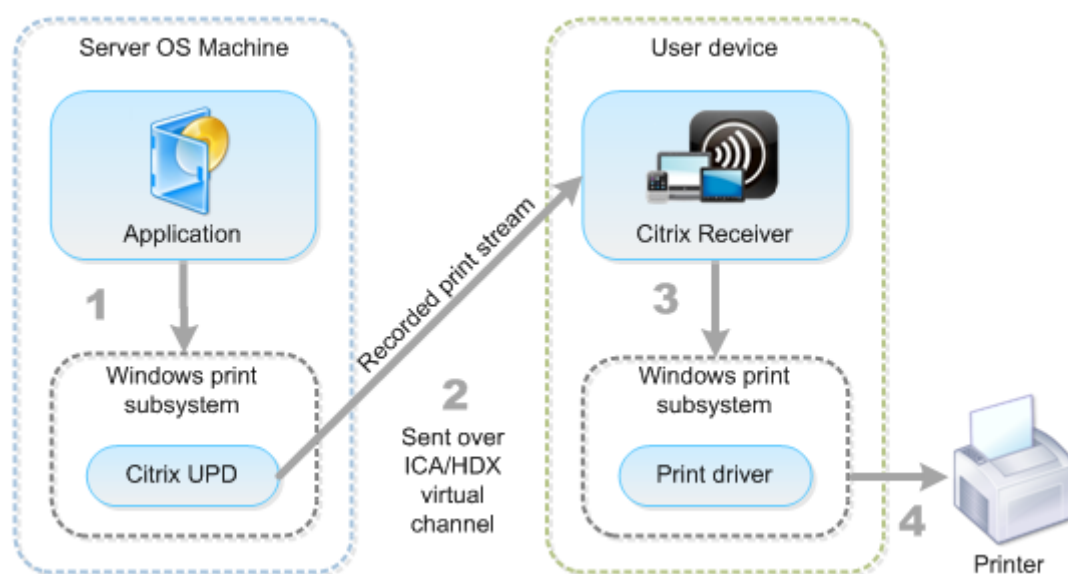 Server OS Machine
Application
1
Windows print
subsystem
Citrix UPD
Recorded print stream
2
Sent over
ICA/HDX
virtual
channel
User device
Citrix Receiver
3
Windows print
subsystem
Print driver
4
Printer